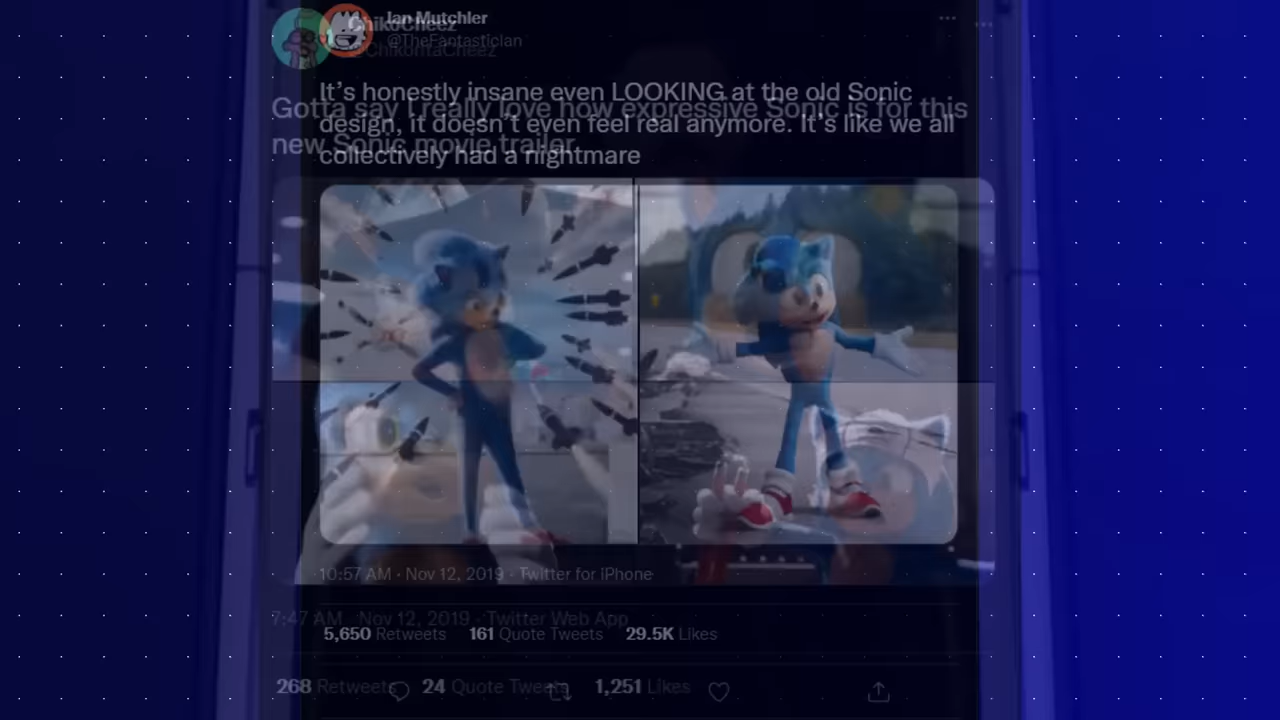 Ian Mutchler
ChikoCheez
@TheFantasticIan
@ChikontaCheez
It's honestly insane even LOOKING at the old Sonic
design, it doesn't even feel real anymore. It's like we all
collectively had a nightmare
Gotta say I really love how expressive Sonic is for this
new Sonic movie trailer
10:57 AM · Nov 12, 2019 · Twitter for iPhone
7:47 AM · Nov 12, 2019 · Twitter Web App
5,650 Retweets 161 Quote Tweets 29.5K Likes
268 Retweets 24 Quote Tweets 1,251 Likes